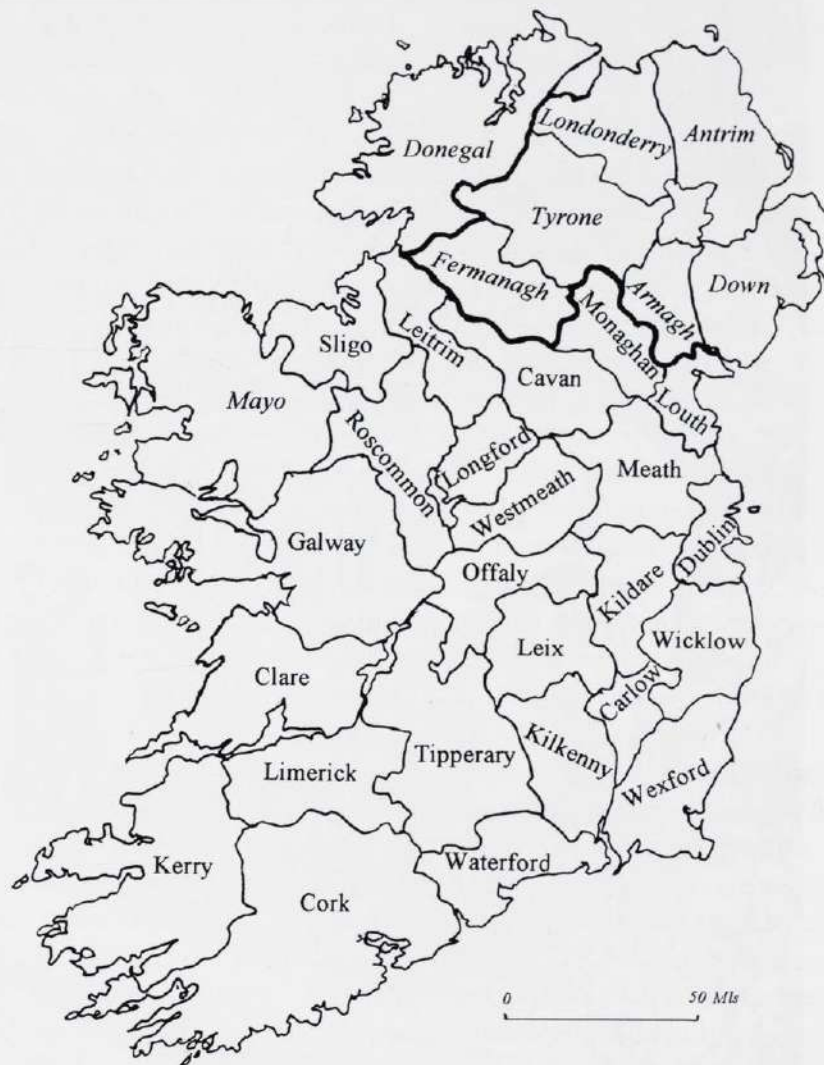 Londonderry
Antrim
Donegal
Tyrone
Fermanagh
Armagh
Down
Monaghan
Leitrim
Sligo
Cavan
Louth
Mayo
Roscommon
Longford
Meath
Westmeath
Dublin
Galway
Offaly
Kildare
Leix
Wicklow
Clare
Carlow
Tipperary
Kilkenny
Limerick
Wexford
Kerry
Waterford
Cork
0 50 Mls